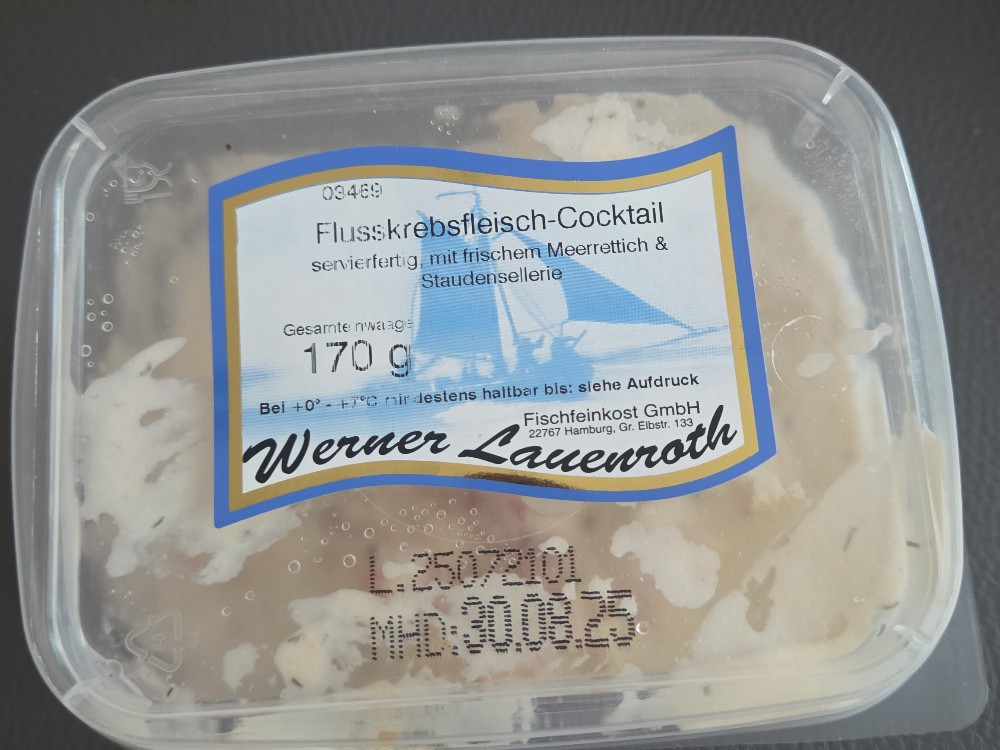 03469
Flusskrebsfleisch-Cocktail
servierfertig, mit frischem Meerrettich &
Staudensellerie
Gesamteinwaage
170 g
Bei +0° - +7°C mindestens haltbar bis: siehe Aufdruck
Fischfeinkost GmbH
22767 Hamburg, Gr. Elbstr. 133
Werner Lauenroth
L.25072101
MHD:30.08.25